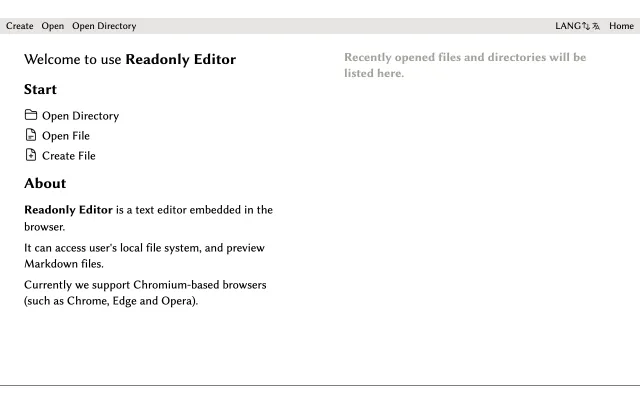 Create Open Open Directory LANG Home
Welcome to use Readonly Editor
Start
Open Directory
Open File
Create File
About
Readonly Editor is a text editor embedded in the
browser.
It can access user's local file system, and preview
Markdown files.
Currently we support Chromium-based browsers
(such as Chrome, Edge and Opera).
Recently opened files and directories will be
listed here.